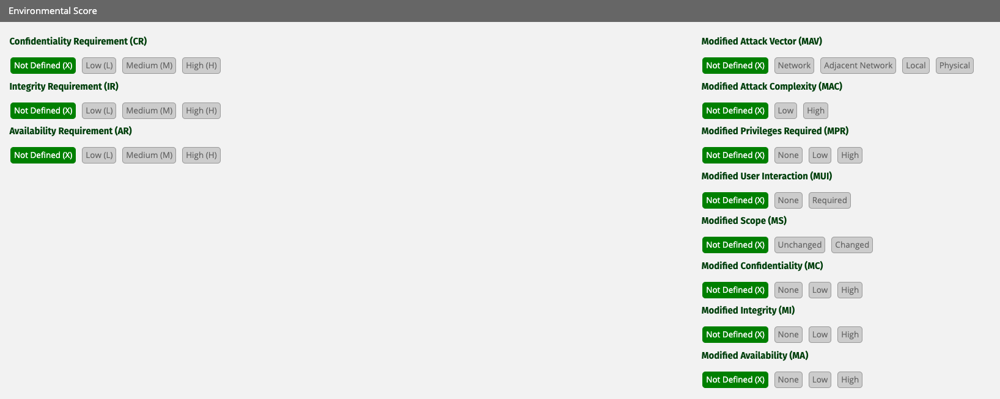 Environmental Score
Confidentiality Requirement (CR)
Not Defined (X) Low (L) Medium (M) High (H)
Integrity Requirement (IR)
Not Defined (X) Low (L) Medium (M) High (H)
Availability Requirement (AR)
Not Defined (X) Low (L) Medium (M) High (H)
Modified Attack Vector (MAV)
Not Defined (X) Network Adjacent Network Local Physical
Modified Attack Complexity (MAC)
Not Defined (X) Low High
Modified Privileges Required (MPR)
Not Defined (X) None Low High
Modified User Interaction (MUI)
Not Defined (X) None Required
Modified Scope (MS)
Not Defined (X) Unchanged Changed
Modified Confidentiality (MC)
Not Defined (X) None Low High
Modified Integrity (MI)
Not Defined (X) None Low High
Modified Availability (MA)
Not Defined (X) None Low High